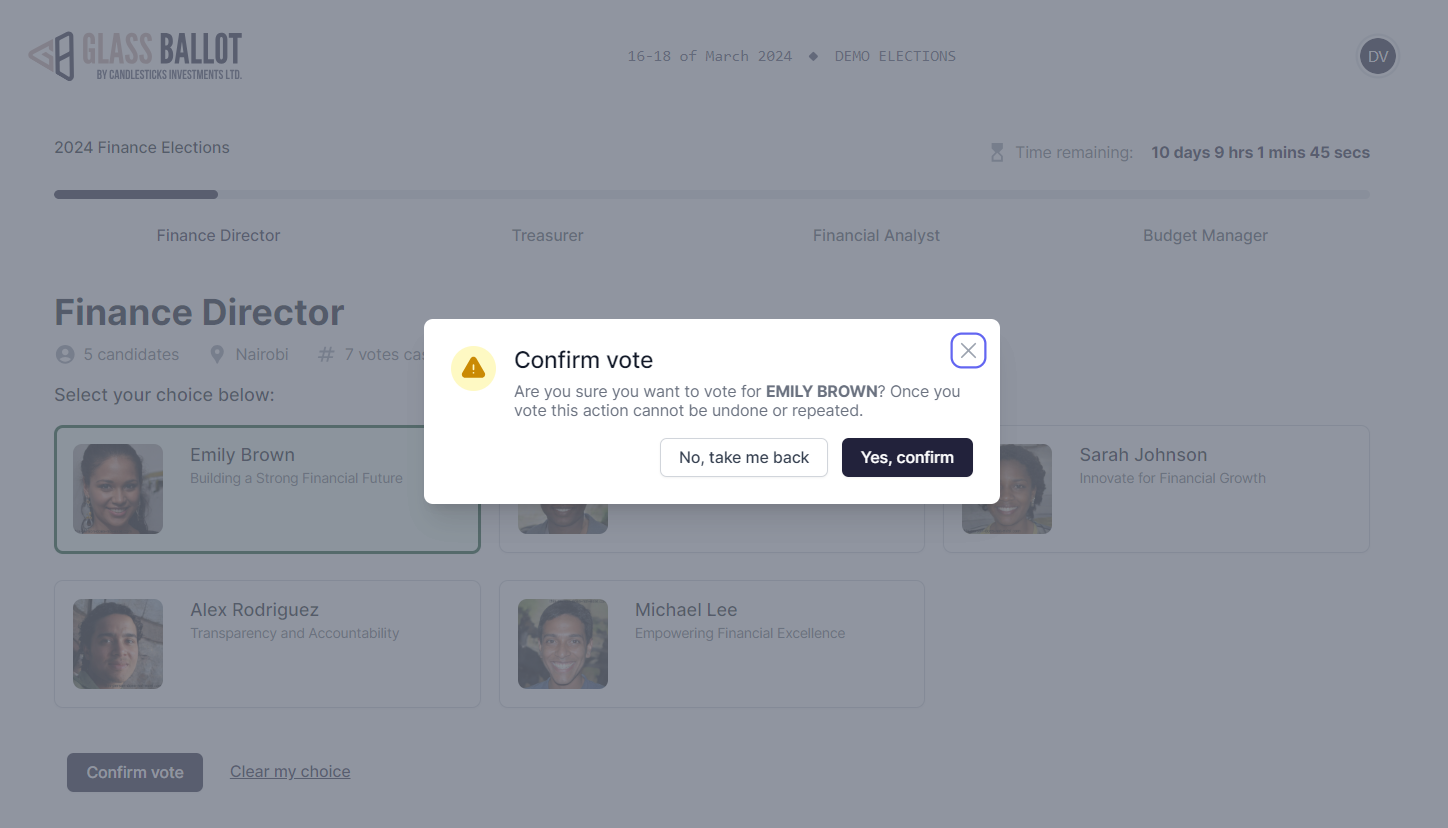 GLASS BALLOT
BY CANDLESTICKS INVESTMENTS LTD.
16-18 of March 2024 ◆ DEMO ELECTIONS
DV
2024 Finance Elections
Time remaining: 10 days 9 hrs 1 mins 45 secs
Finance Director
Treasurer
Financial Analyst
Budget Manager
Finance Director
5 candidates
Nairobi
# 7 votes
Select your choice below:
Confirm vote
Are you sure you want to vote for EMILY BROWN? Once you
vote this action cannot be undone or repeated.
No, take me back
Yes, confirm
Emily Brown
Building a Strong Financial Future
Sarah Johnson
Innovate for Financial Growth
Alex Rodriguez
Transparency and Accountability
Michael Lee
Empowering Financial Excellence
Confirm vote
Clear my choice